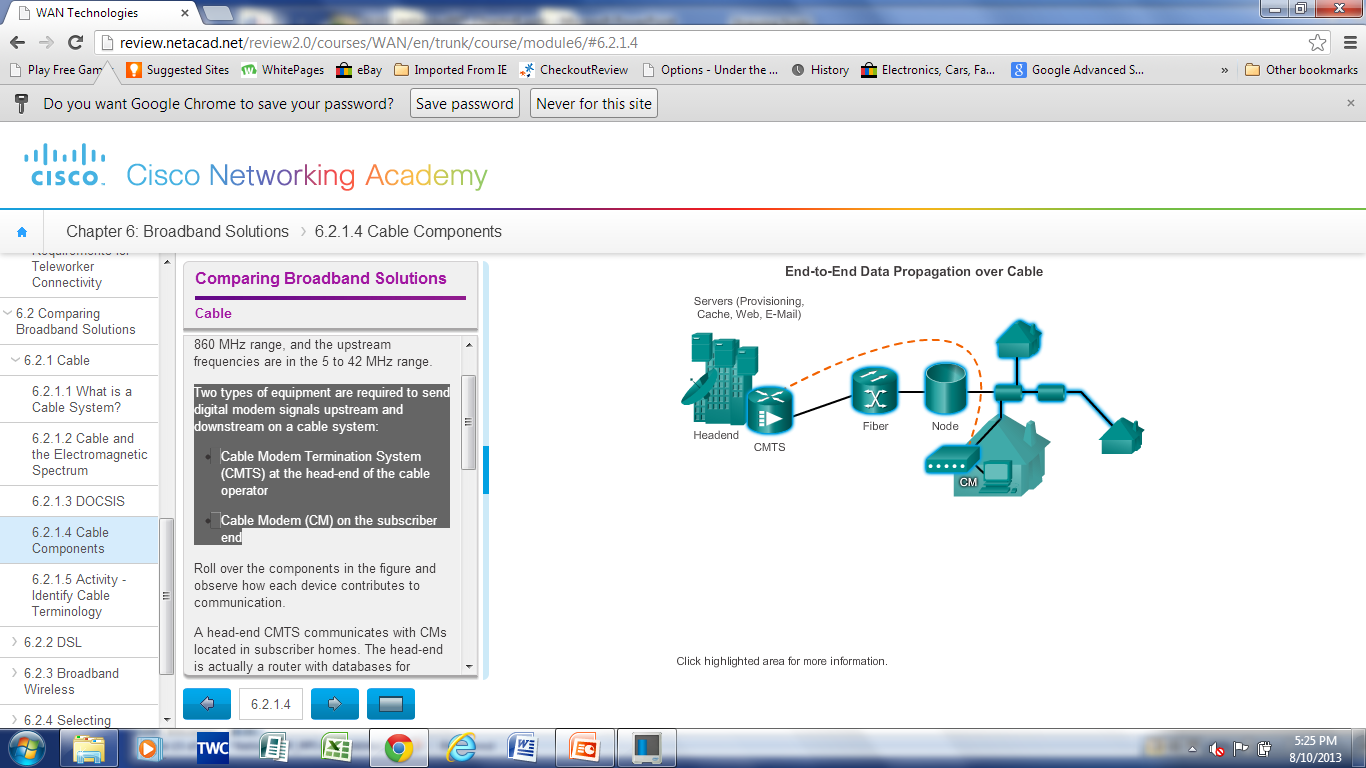 WAN Technologies
review.netacad.net/review2.0/courses/WAN/en/trunk/course/module6/#6.2.1.4
Play Free Gam
Suggested Sites
WhitePages
eBay
Imported From IE
CheckoutReview
Options - Under the ...
History
Electronics, Cars, Fa...
Google Advanced S...
»
Other bookmarks
Do you want Google Chrome to save your password?
Save password
Never for this site
CISCO
Cisco Networking Academy
Chapter 6: Broadband Solutions
6.2.1.4 Cable Components
Requirements for
Teleworker
Connectivity
6.2 Comparing
Broadband Solutions
6.2.1 Cable
6.2.1.1 What is a
Cable System?
6.2.1.2 Cable and
the Electromagnetic
Spectrum
6.2.1.3 DOCSIS
6.2.1.4 Cable
Components
6.2.1.5 Activity -
Identify Cable
Terminology
6.2.2 DSL
6.2.3 Broadband
Wireless
6.2.4 Selecting
Comparing Broadband Solutions
Cable
860 MHz range, and the upstream
frequencies are in the 5 to 42 MHz range.
Two types of equipment are required to send
digital modem signals upstream and
downstream on a cable system:
• Cable Modem Termination System
(CMTS) at the head-end of the cable
operator
• Cable Modem (CM) on the subscriber
end
Roll over the components in the figure and
observe how each device contributes to
communication.
A head-end CMTS communicates with CMs
located in subscriber homes. The head-end
is actually a router with databases for
6.2.1.4
End-to-End Data Propagation over Cable
Servers (Provisioning,
Cache, Web, E-Mail)
Headend
CMTS
Fiber
Node
CM
Click highlighted area for more information.
TWC
5:25 PM
8/10/2013